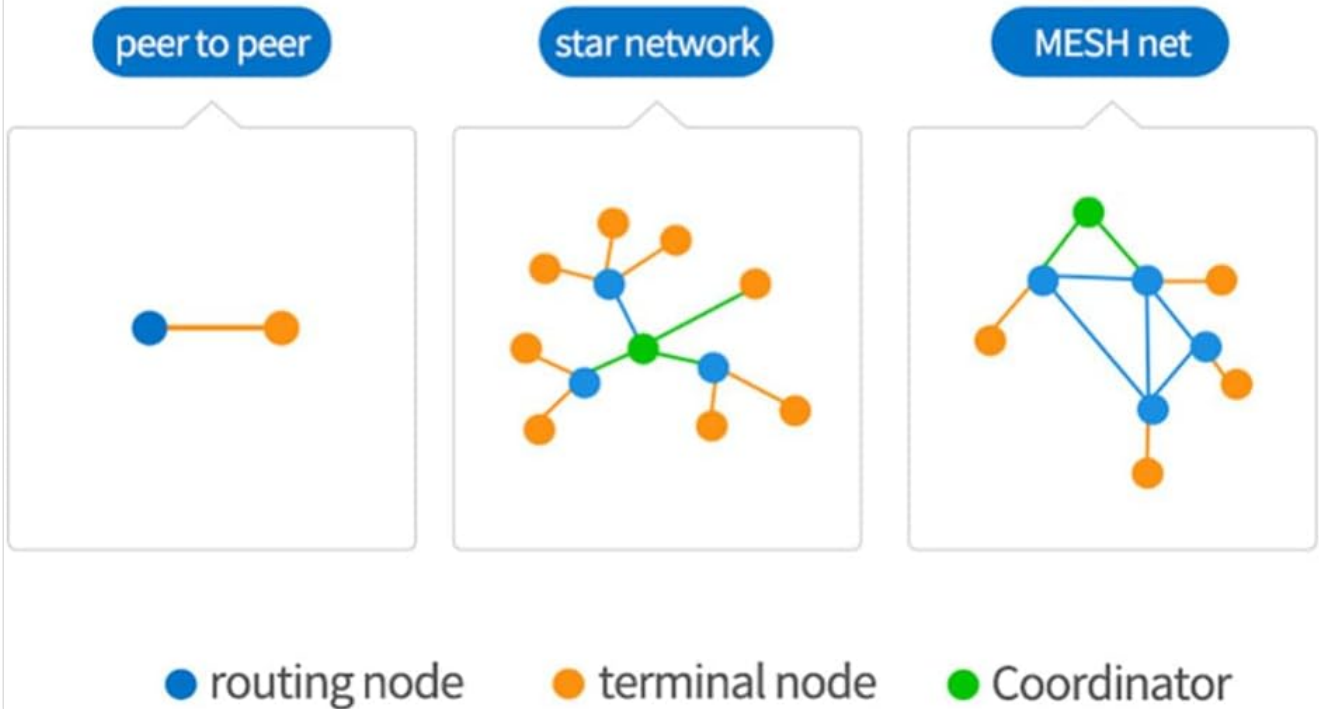 peer to peer
star network
MESH net
routing node
terminal node
Coordinator